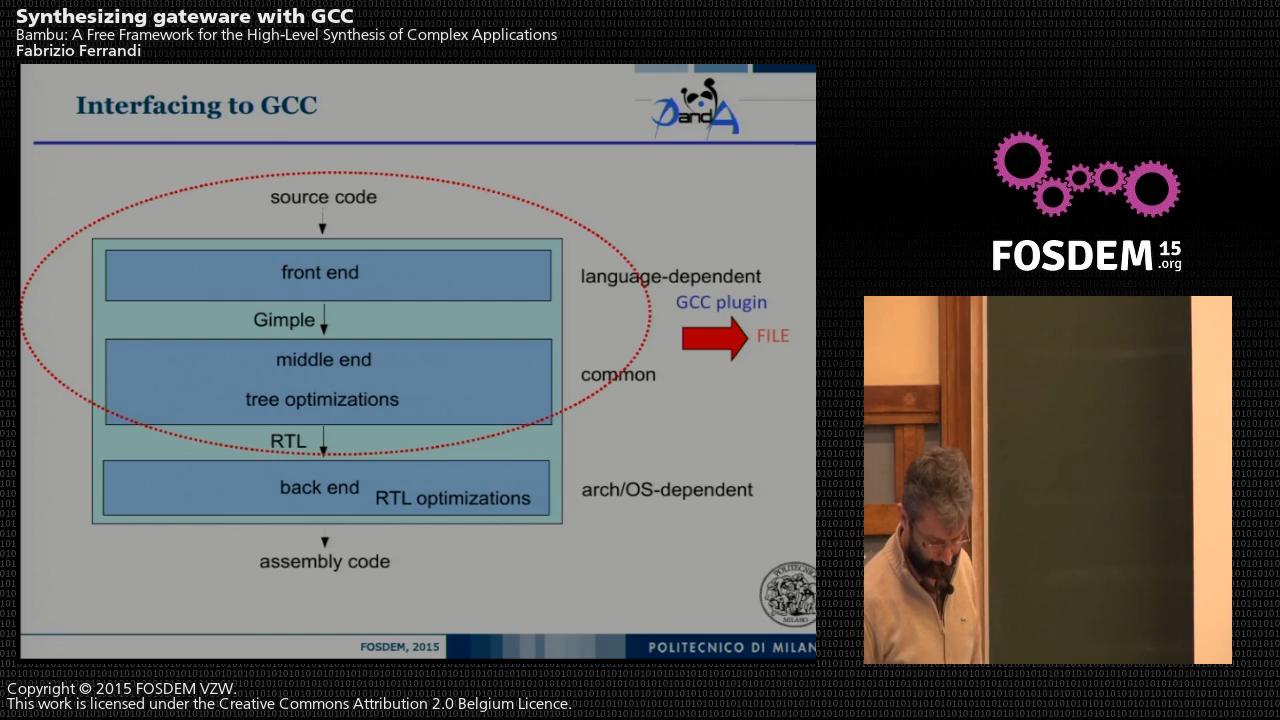 Synthesizing gateware with GCC
Bambu: A Free Framework for the High-Level Synthesis of Complex Applications
Fabrizio Ferrandi
Interfacing to GCC
PandA
source code
front end
language-dependent
GCC plugin
Gimple
FILE
middle end
common
tree optimizations
RTL
back end
RTL optimizations
arch/OS-dependent
assembly code
MILANO
FOSDEM, 2015
POLITECNICO DI MILAN
FOSDEM 15
.org
Copyright © 2015 FOSDEM VZW.
This work is licensed under the Creative Commons Attribution 2.0 Belgium Licence.